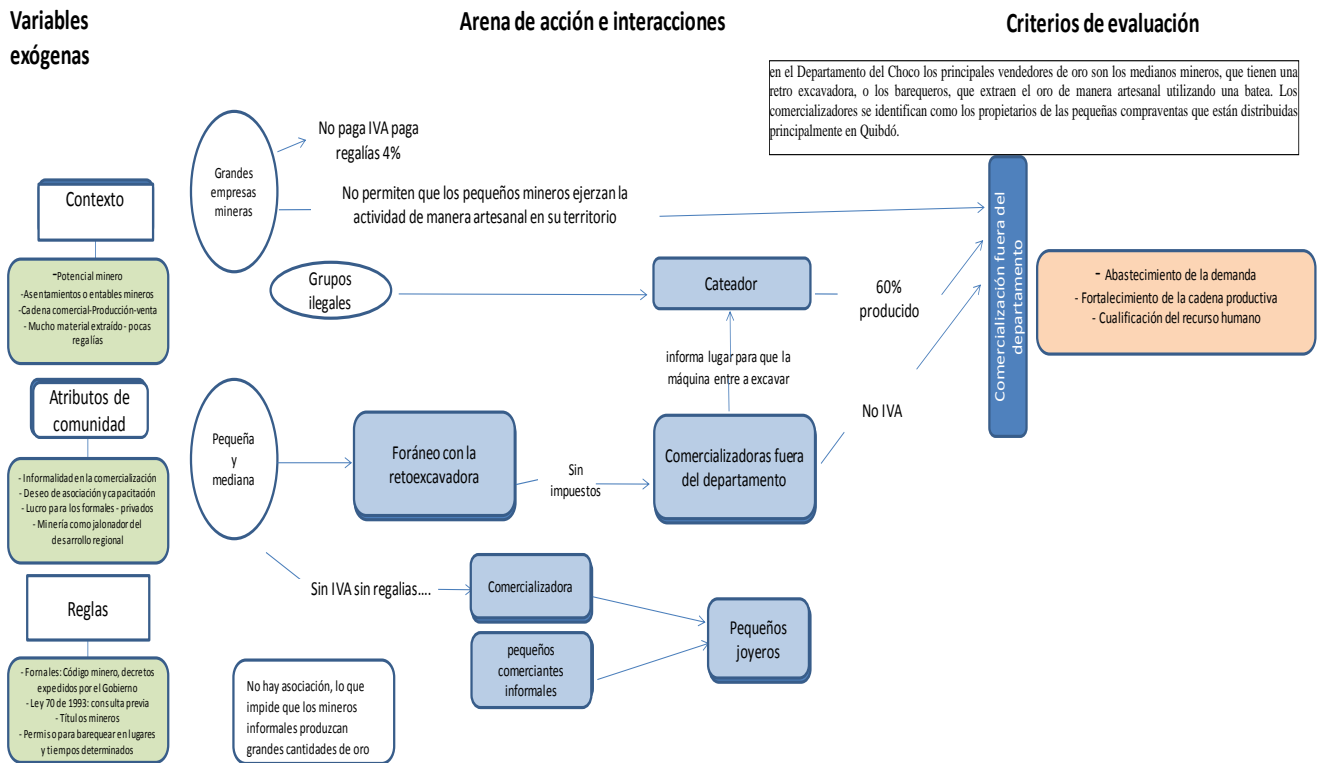 Variables
exógenas
Arena de acción e interacciones
Criterios de evaluación
en el Departamento del Choco los principales vendedores de oro son los medianos mineros, que tienen una
retro excavadora, o los barequeros, que extraen el oro de manera artesanal utilizando una batea. Los
comercializadores se identifican como los propietarios de las pequeñas compraventas que están distribuidas
principalmente en Quibdó.
Contexto
-Potencial minero
-Asentamientos o entables mineros
-Cadena comercial-Producción-venta
- Mucho material extraído - pocas
regalías
Atributos de
comunidad
- Informalidad en la comercialización
- Deseo de asociación y capacitación
- Lucro para los formales - privados
- Minería como jalonador del
desarrollo regional
Reglas
- Fornales: Código minero, decretos
expedidos por el Gobierno
- Ley 70 de 1993: consulta previa
- Títulos mineros
- Permiso para barequear en lugares
y tiempos determinados
Grandes
empresas
mineras
No paga IVA paga
regalías 4%
No permiten que los pequeños mineros ejerzan la
actividad de manera artesanal en su territorio
Grupos
ilegales
Cateador
60%
producido
informa lugar para que la
máquina entre a excavar
Pequeña
y
mediana
Foráneo con la
retoexcavadora
Sin
impuestos
Comercializadoras fuera
del departamento
No IVA
Sin IVA sin regalias....
Comercializadora
pequeños
comerciantes
informales
Pequeños
joyeros
No hay asociación, lo que
impide que los mineros
informales produzcan
grandes cantidades de oro
Comercialización fuera del
departamento
- Abastecimiento de la demanda
- Fortalecimiento de la cadena productiva
- Cualificación del recurso humano